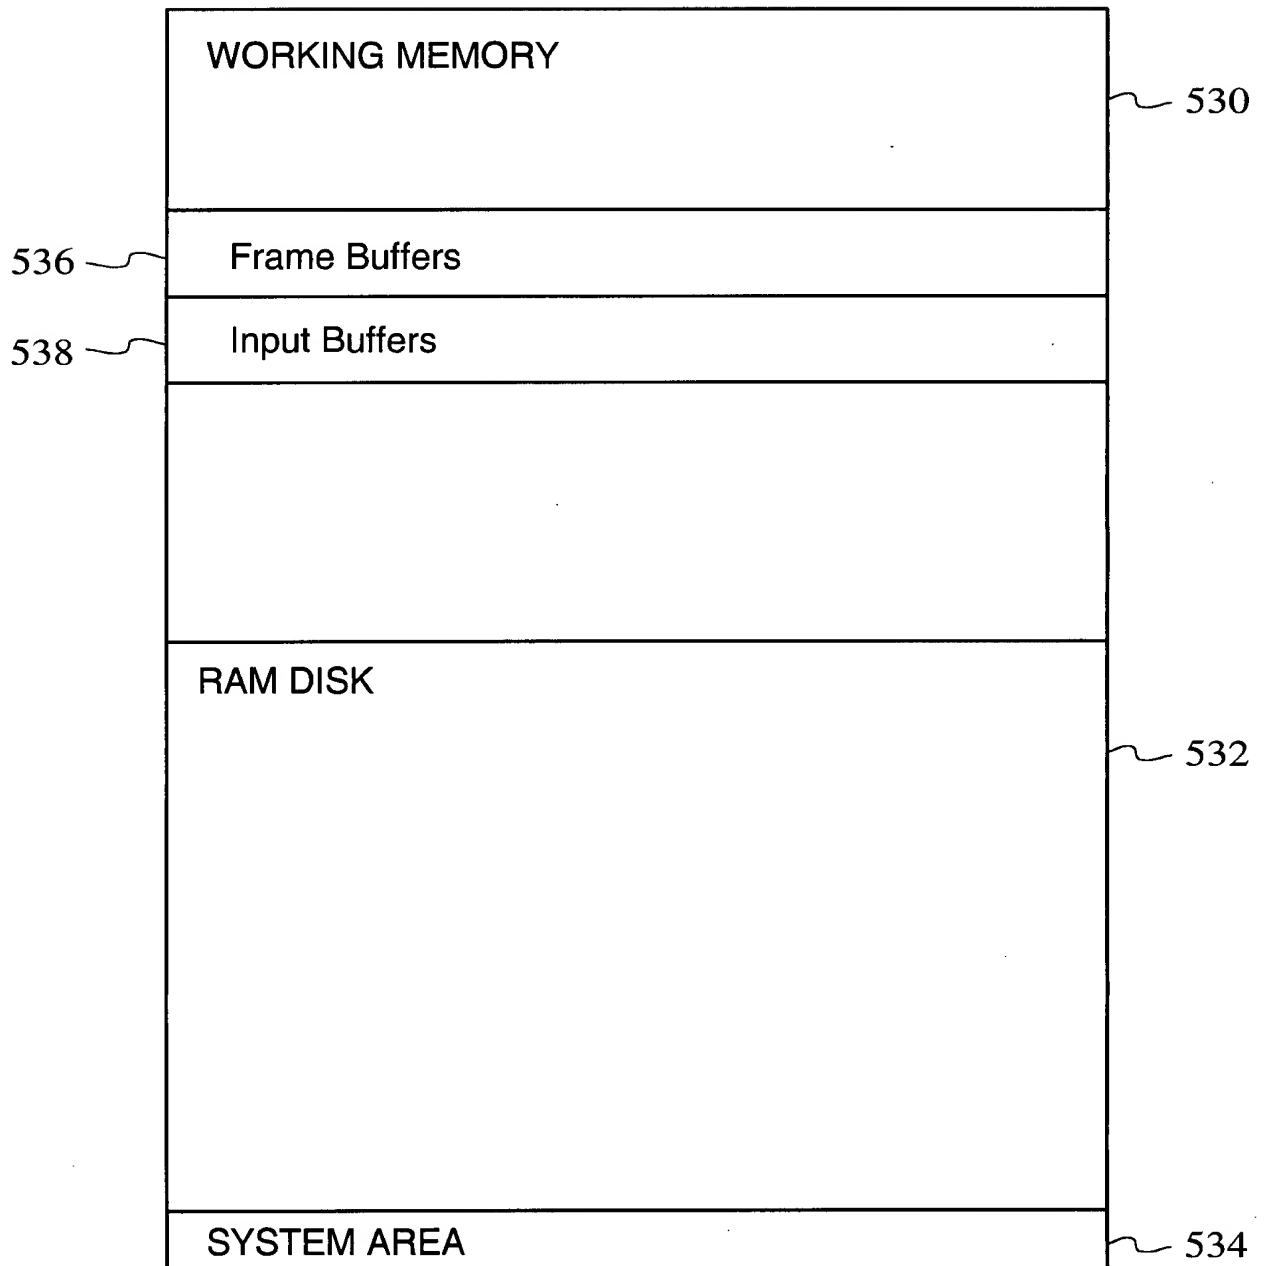 WORKING MEMORY
530
536
Frame Buffers
538
Input Buffers
RAM DISK
532
SYSTEM AREA
534